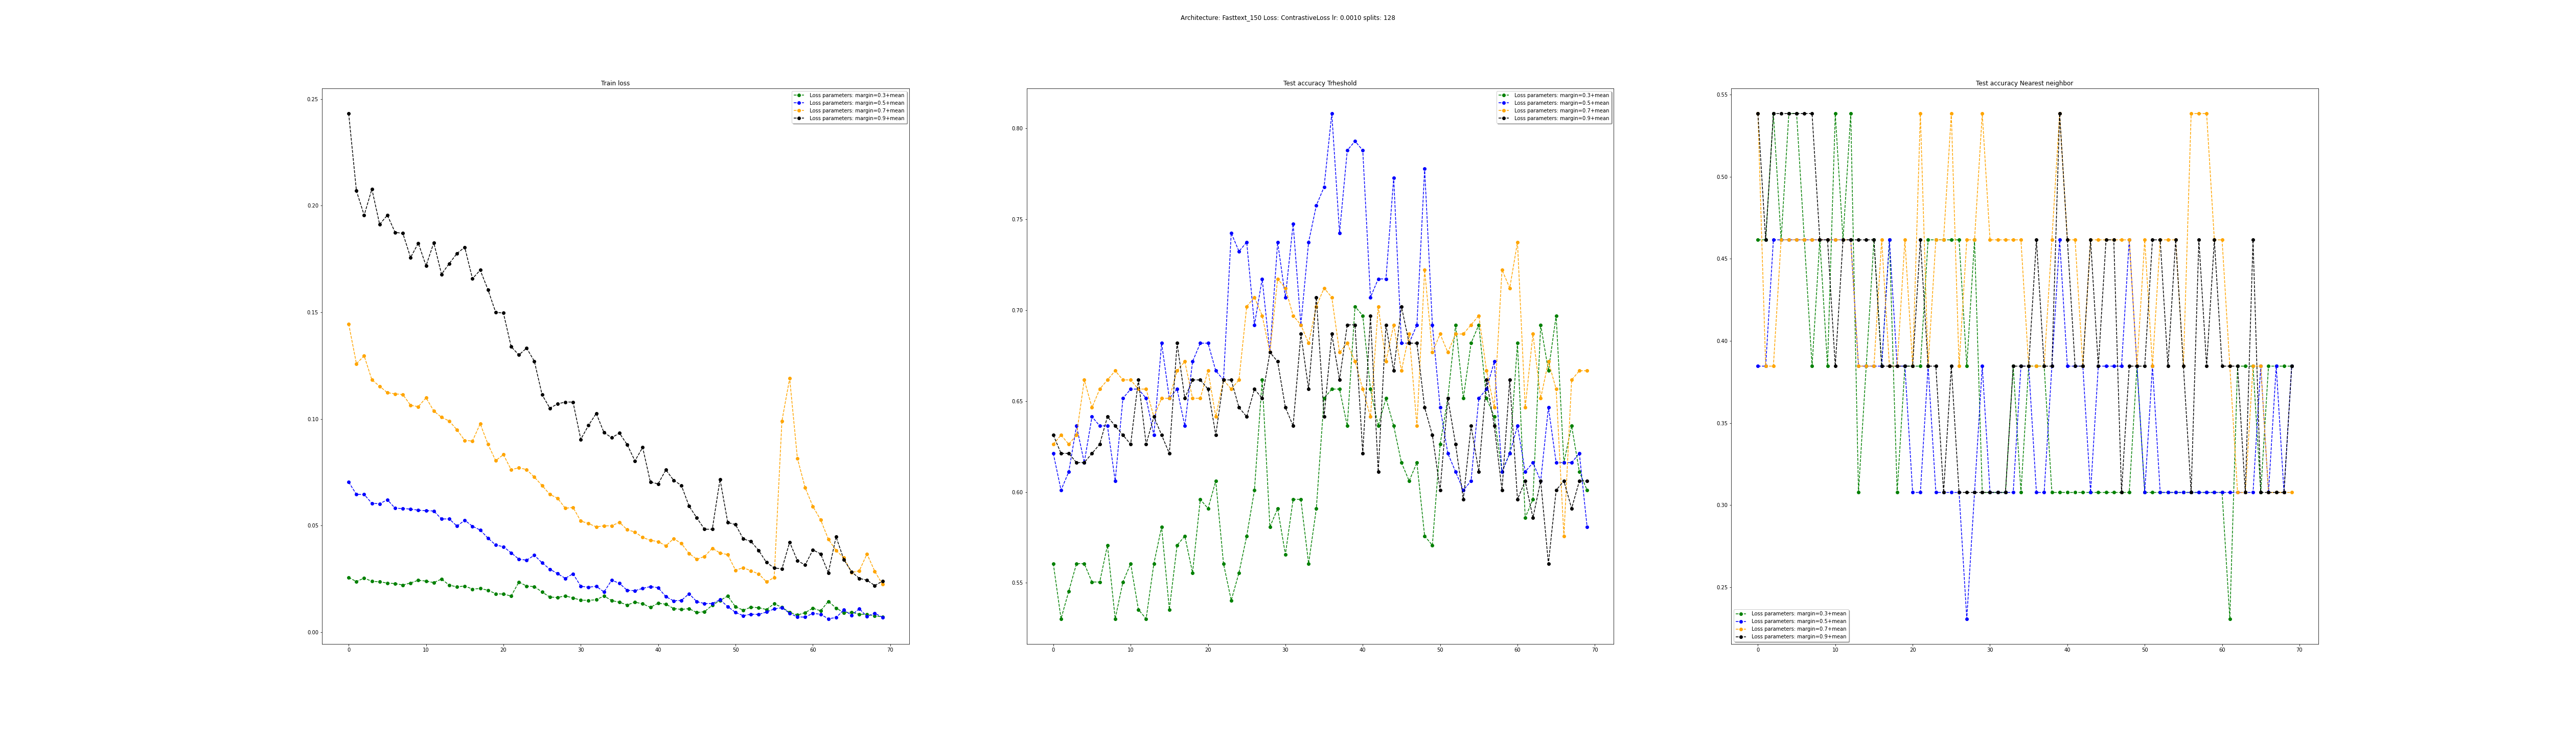 Architecture: Fasttext_150 Loss: ContrastiveLoss lr: 0.0010 splits: 128
Train loss
0.25
0.20
0.15
0.10
0.05
0.00
0 10 20 30 40 50 60 70
Loss parameters: margin=0.3+mean
Loss parameters: margin=0.5+mean
Loss parameters: margin=0.7+mean
Loss parameters: margin=0.9+mean
Test accuracy Trheshold
0.80
0.75
0.70
0.65
0.60
0.55
0 10 20 30 40 50 60 70
Loss parameters: margin=0.3+mean
Loss parameters: margin=0.5+mean
Loss parameters: margin=0.7+mean
Loss parameters: margin=0.9+mean
Test accuracy Nearest neighbor
0.55
0.50
0.45
0.40
0.35
0.30
0.25
0 10 20 30 40 50 60 70
Loss parameters: margin=0.3+mean
Loss parameters: margin=0.5+mean
Loss parameters: margin=0.7+mean
Loss parameters: margin=0.9+mean